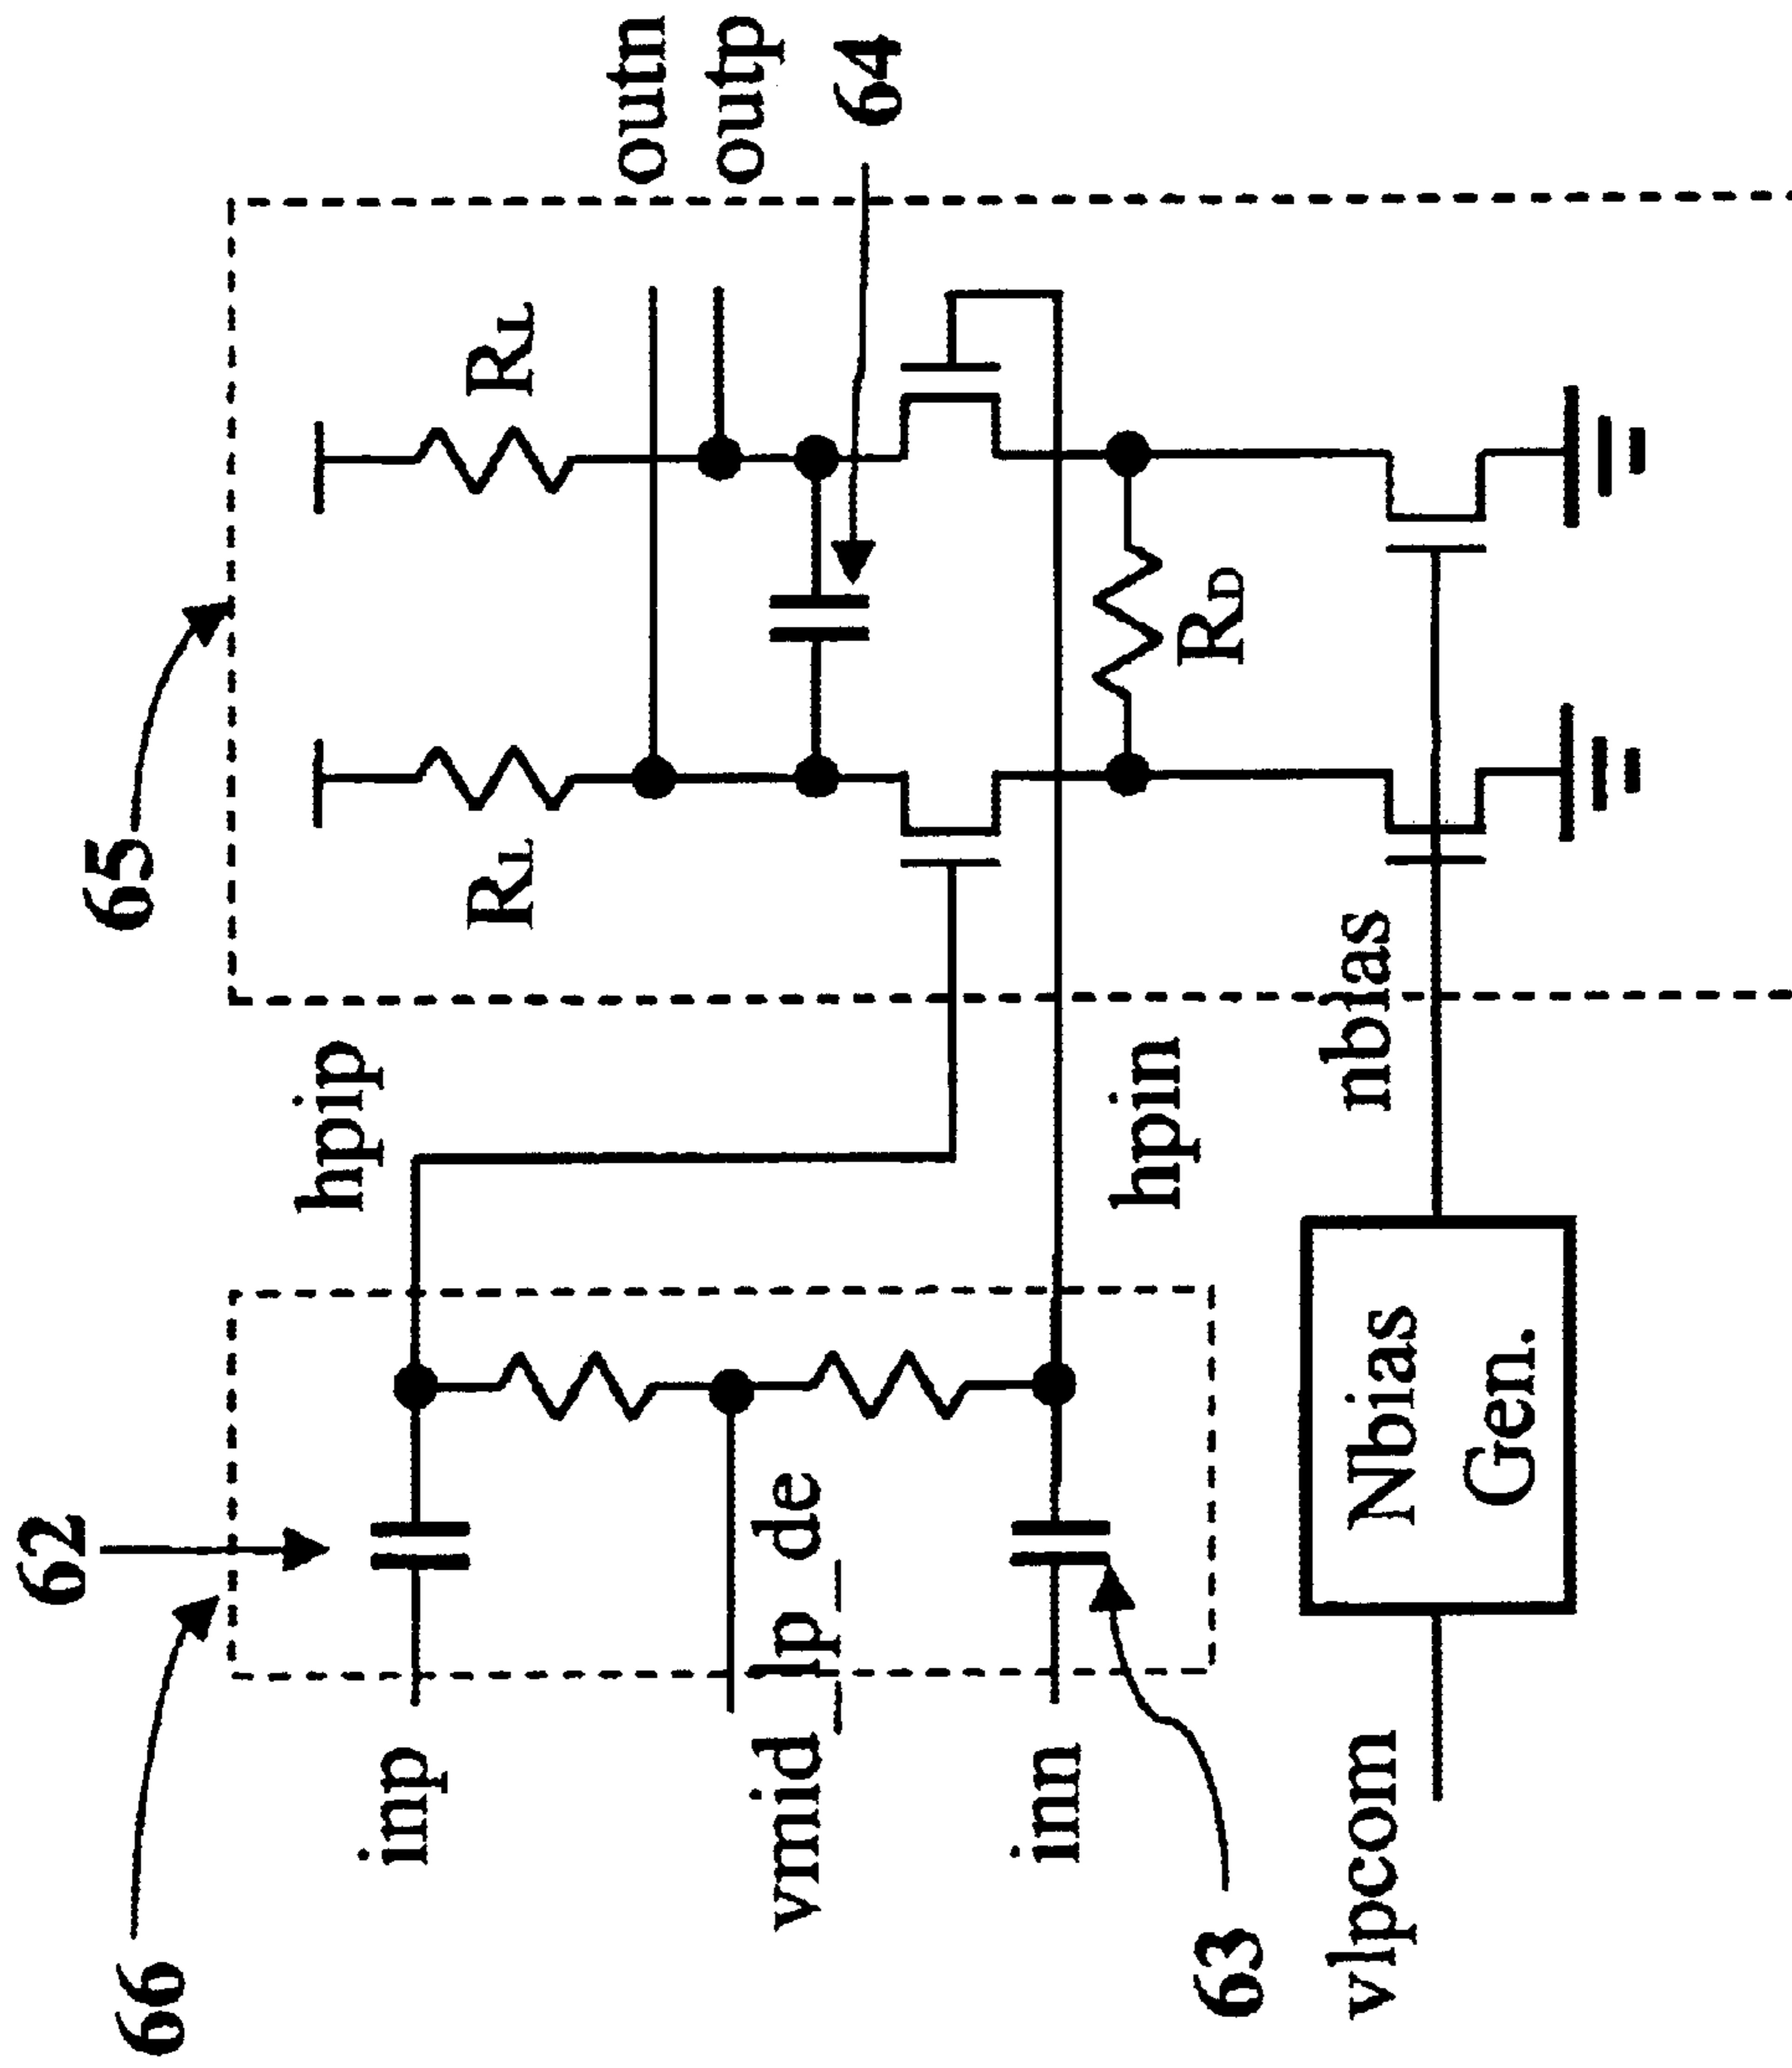 66
62
65
inp
hpip
RL
RL
outn
outp
64
vmid_lp_de
inn
63
hpin
RD
vlpcom
Nbias
Gen.
nbias